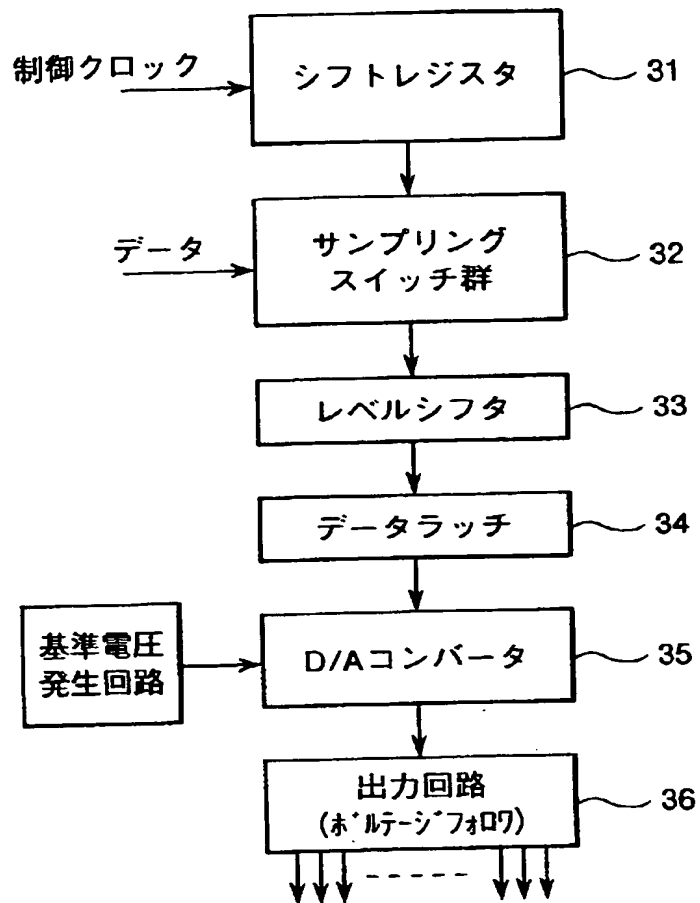 制御クロック
シフトレジスタ
31
データ
サンプリング
スイッチ群
32
レベルシフタ
33
データラッチ
34
基準電圧
発生回路
D/Aコンバータ
35
出力回路
(ボルテージフォロワ)
36